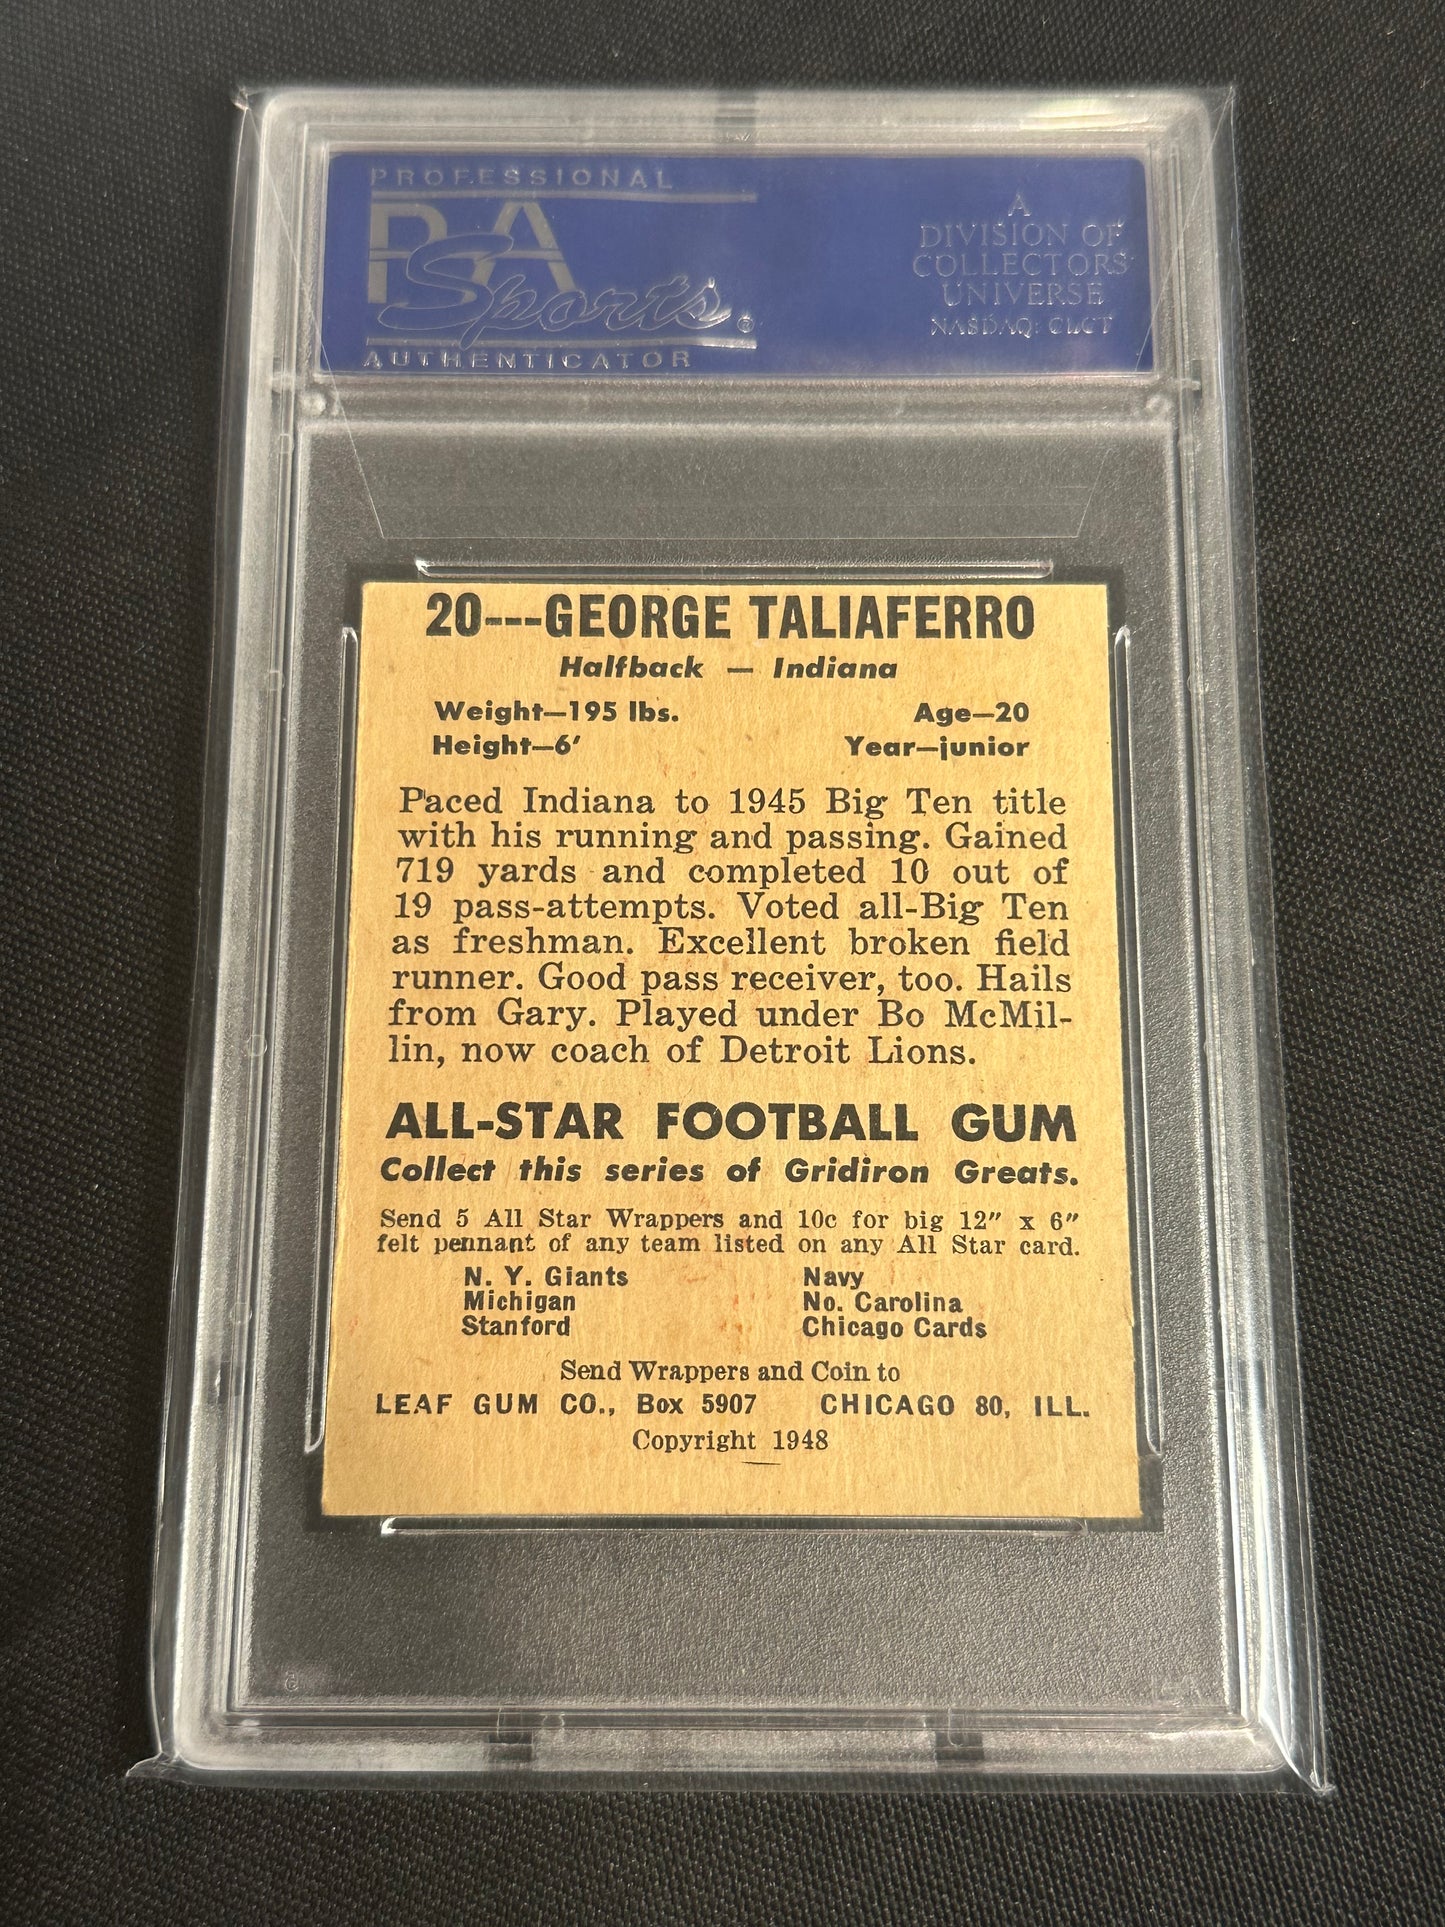 PROFESSIONAL
PSA
Sports®
AUTHENTICATOR
A
DIVISION OF
COLLECTORS
UNIVERSE
NASDAQ: CLCT
20---GEORGE TALIAFERRO
Halfback — Indiana
Weight—195 lbs. Age—20
Height—6′ Year—junior
Paced Indiana to 1945 Big Ten title
with his running and passing. Gained
719 yards and completed 10 out of
19 pass-attempts. Voted all-Big Ten
as freshman. Excellent broken field
runner. Good pass receiver, too. Hails
from Gary. Played under Bo McMil-
lin, now coach of Detroit Lions.
ALL-STAR FOOTBALL GUM
Collect this series of Gridiron Greats.
Send 5 All Star Wrappers and 10c for big 12″ x 6″
felt pennant of any team listed on any All Star card.
N. Y. Giants Navy
Michigan No. Carolina
Stanford Chicago Cards
Send Wrappers and Coin to
LEAF GUM CO., Box 5907 CHICAGO 80, ILL.
Copyright 1948